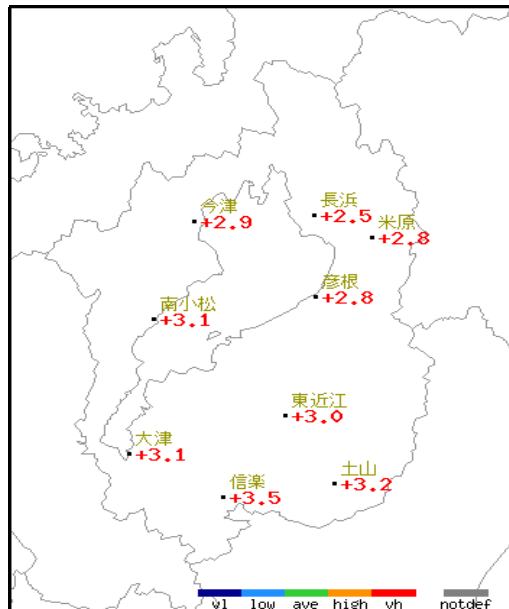 今津
+2.9
長浜
+2.5
米原
+2.8
彦根
+2.8
南小松
+3.1
東近江
+3.0
大津
+3.1
信楽
+3.5
土山
+3.2
vl low ave high vh notdef